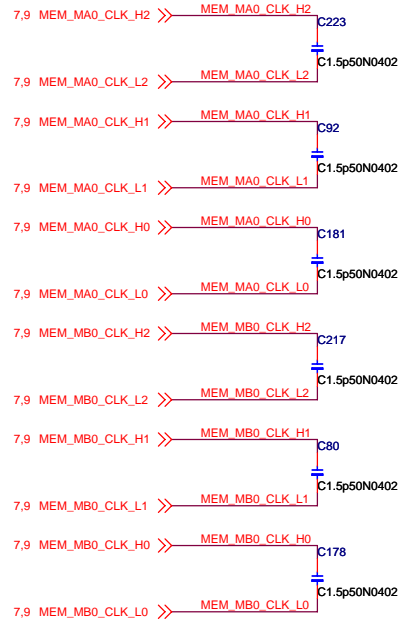 7,9 MEM_MA0_CLK_H2 MEM_MA0_CLK_H2
C223
C1.5p50N0402
7,9 MEM_MA0_CLK_L2 MEM_MA0_CLK_L2
7,9 MEM_MA0_CLK_H1 MEM_MA0_CLK_H1
C92
C1.5p50N0402
7,9 MEM_MA0_CLK_L1 MEM_MA0_CLK_L1
7,9 MEM_MA0_CLK_H0 MEM_MA0_CLK_H0
C181
C1.5p50N0402
7,9 MEM_MA0_CLK_L0 MEM_MA0_CLK_L0
7,9 MEM_MB0_CLK_H2 MEM_MB0_CLK_H2
C217
C1.5p50N0402
7,9 MEM_MB0_CLK_L2 MEM_MB0_CLK_L2
7,9 MEM_MB0_CLK_H1 MEM_MB0_CLK_H1
C80
C1.5p50N0402
7,9 MEM_MB0_CLK_L1 MEM_MB0_CLK_L1
7,9 MEM_MB0_CLK_H0 MEM_MB0_CLK_H0
C178
C1.5p50N0402
7,9 MEM_MB0_CLK_L0 MEM_MB0_CLK_L0